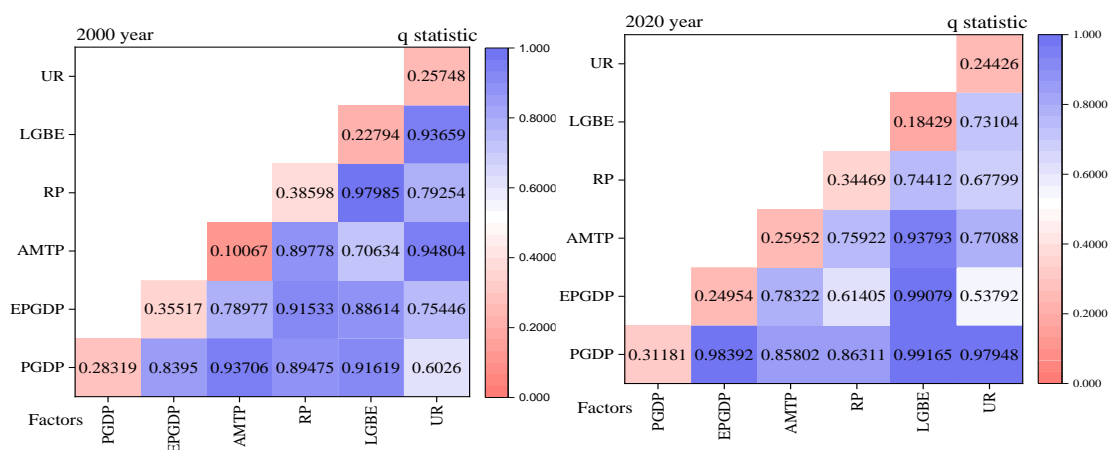 2000 year q statistic
UR 0.25748
LGBE 0.22794 0.93659
RP 0.38598 0.97985 0.79254
AMTP 0.10067 0.89778 0.70634 0.94804
EPGDP 0.35517 0.78977 0.91533 0.88614 0.75446
PGDP 0.28319 0.8395 0.93706 0.89475 0.91619 0.6026
Factors PGDP EPGDP AMTP RP LGBE UR
1.000
0.8000
0.6000
0.4000
0.2000
0.000
2020 year q statistic
UR 0.24426
LGBE 0.18429 0.73104
RP 0.34469 0.74412 0.67799
AMTP 0.25952 0.75922 0.93793 0.77088
EPGDP 0.24954 0.78322 0.61405 0.99079 0.53792
PGDP 0.31181 0.98392 0.85802 0.86311 0.99165 0.97948
Factors PGDP EPGDP AMTP RP LGBE UR
1.000
0.8000
0.6000
0.4000
0.2000
0.000